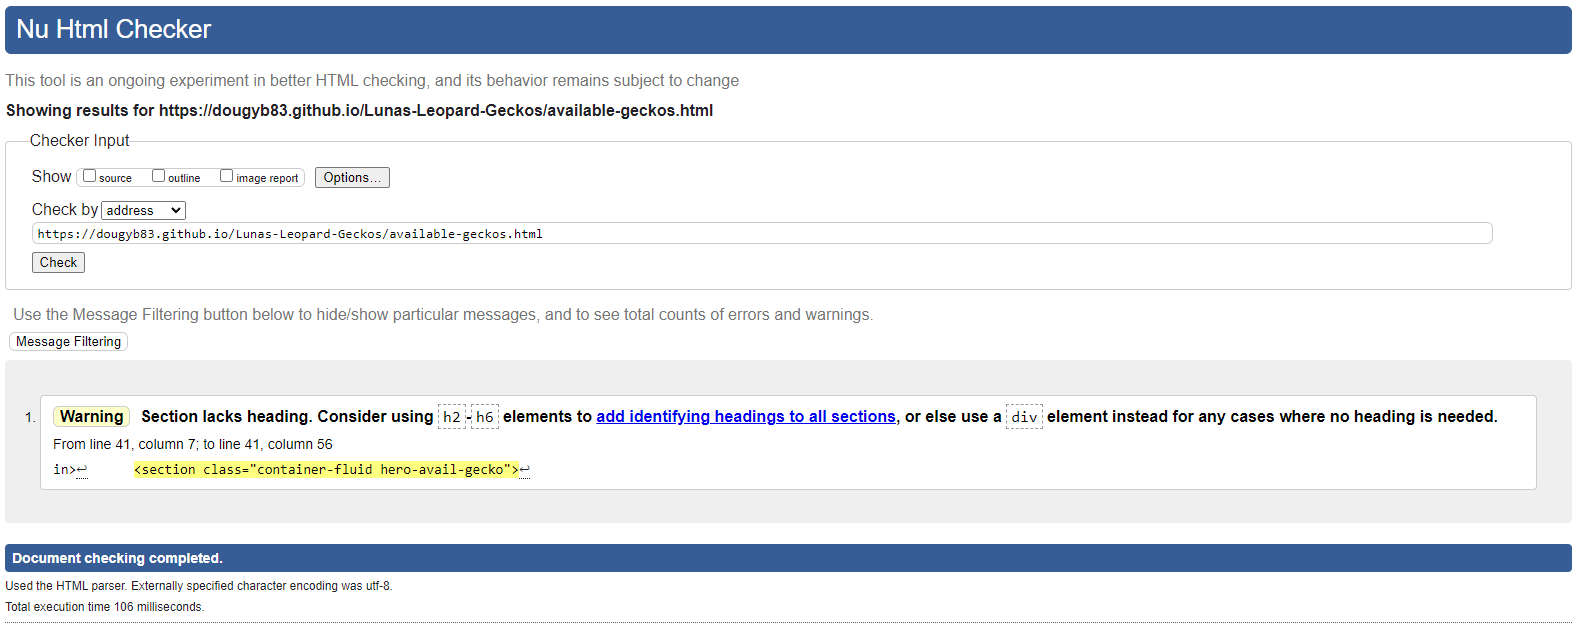 Nu Html Checker
This tool is an ongoing experiment in better HTML checking, and its behavior remains subject to change
Showing results for https://dougyb83.github.io/Lunas-Leopard-Geckos/available-geckos.html
Checker Input
Show source outline image report Options...
Check by address
https://dougyb83.github.io/Lunas-Leopard-Geckos/available-geckos.html
Check
Use the Message Filtering button below to hide/show particular messages, and to see total counts of errors and warnings.
Message Filtering
1. Warning Section lacks heading. Consider using h2-h6 elements to add identifying headings to all sections, or else use a div element instead for any cases where no heading is needed.
From line 41, column 7; to line 41, column 56
in>↩ <section class="container-fluid hero-avail-gecko">↩
Document checking completed.
Used the HTML parser. Externally specified character encoding was utf-8.
Total execution time 106 milliseconds.